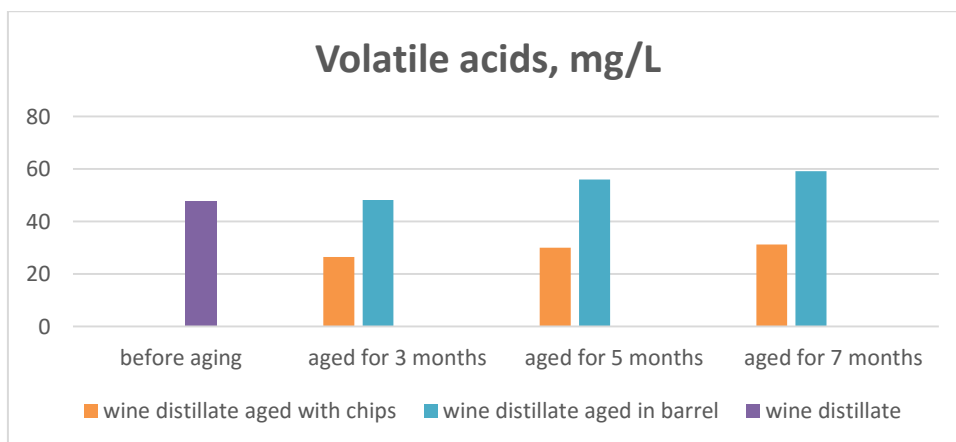 Volatile acids, mg/L
80
60
40
20
0
before aging aged for 3 months aged for 5 months aged for 7 months
wine distillate aged with chips wine distillate aged in barrel wine distillate